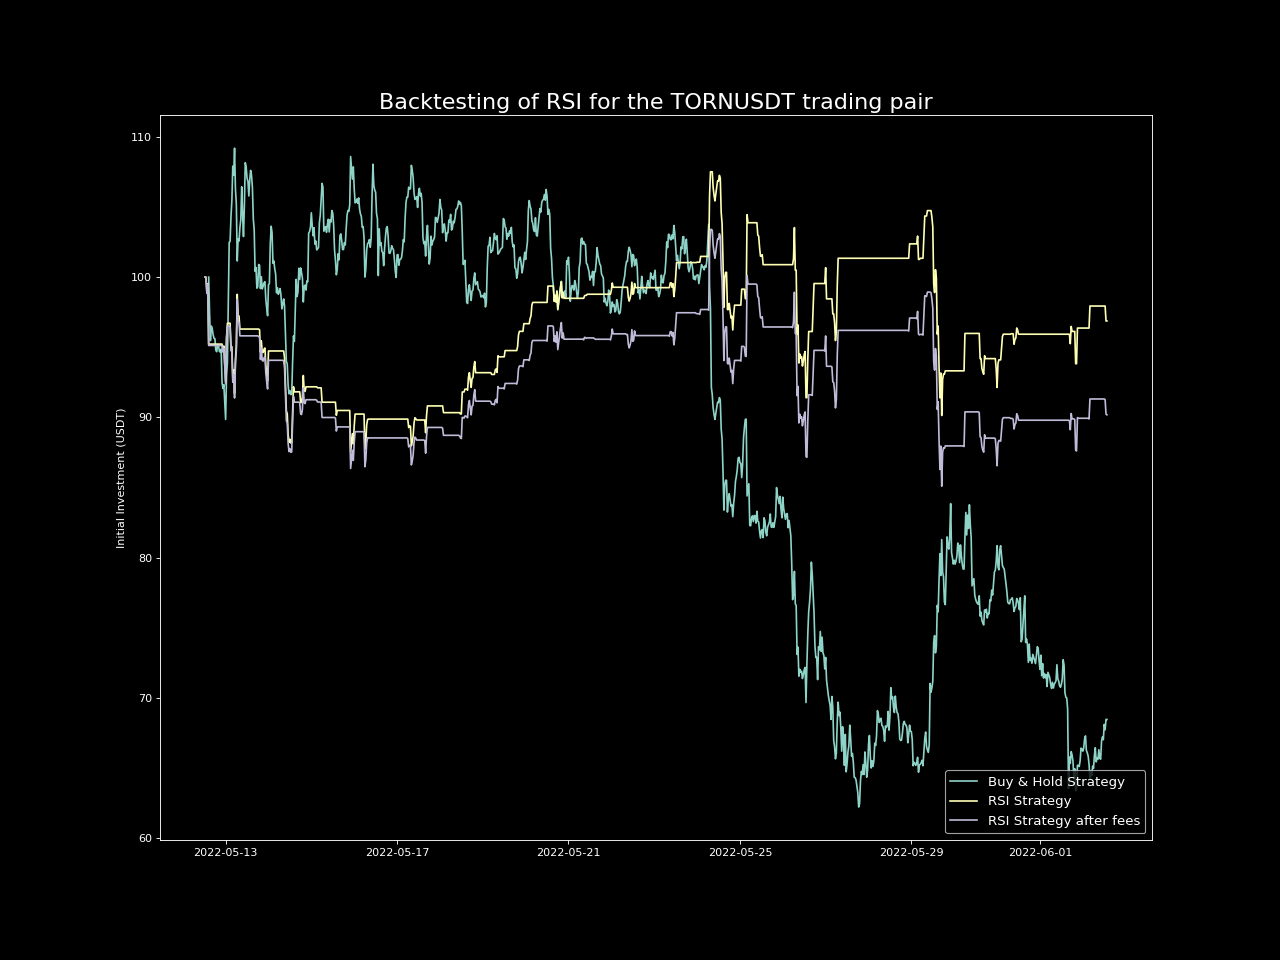 Backtesting of RSI for the TORNUSDT trading pair
Initial Investment (USDT)
110
100
90
80
70
60
2022-05-13
2022-05-17
2022-05-21
2022-05-25
2022-05-29
2022-06-01
Buy & Hold Strategy
RSI Strategy
RSI Strategy after fees